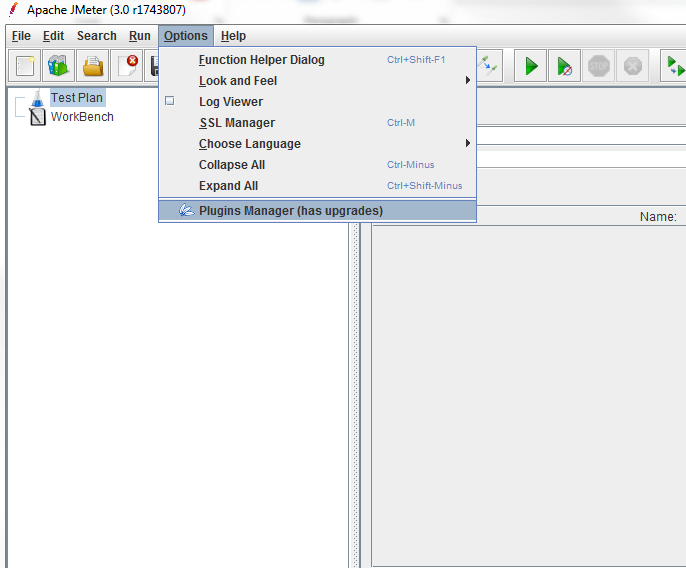 Apache JMeter (3.0 r1743807)
File Edit Search Run Options Help
Function Helper Dialog Ctrl+Shift-F1
Look and Feel
Log Viewer
SSL Manager Ctrl-M
Choose Language
Collapse All Ctrl-Minus
Expand All Ctrl+Shift-Minus
Plugins Manager (has upgrades)
STOP
Test Plan
WorkBench
Name: